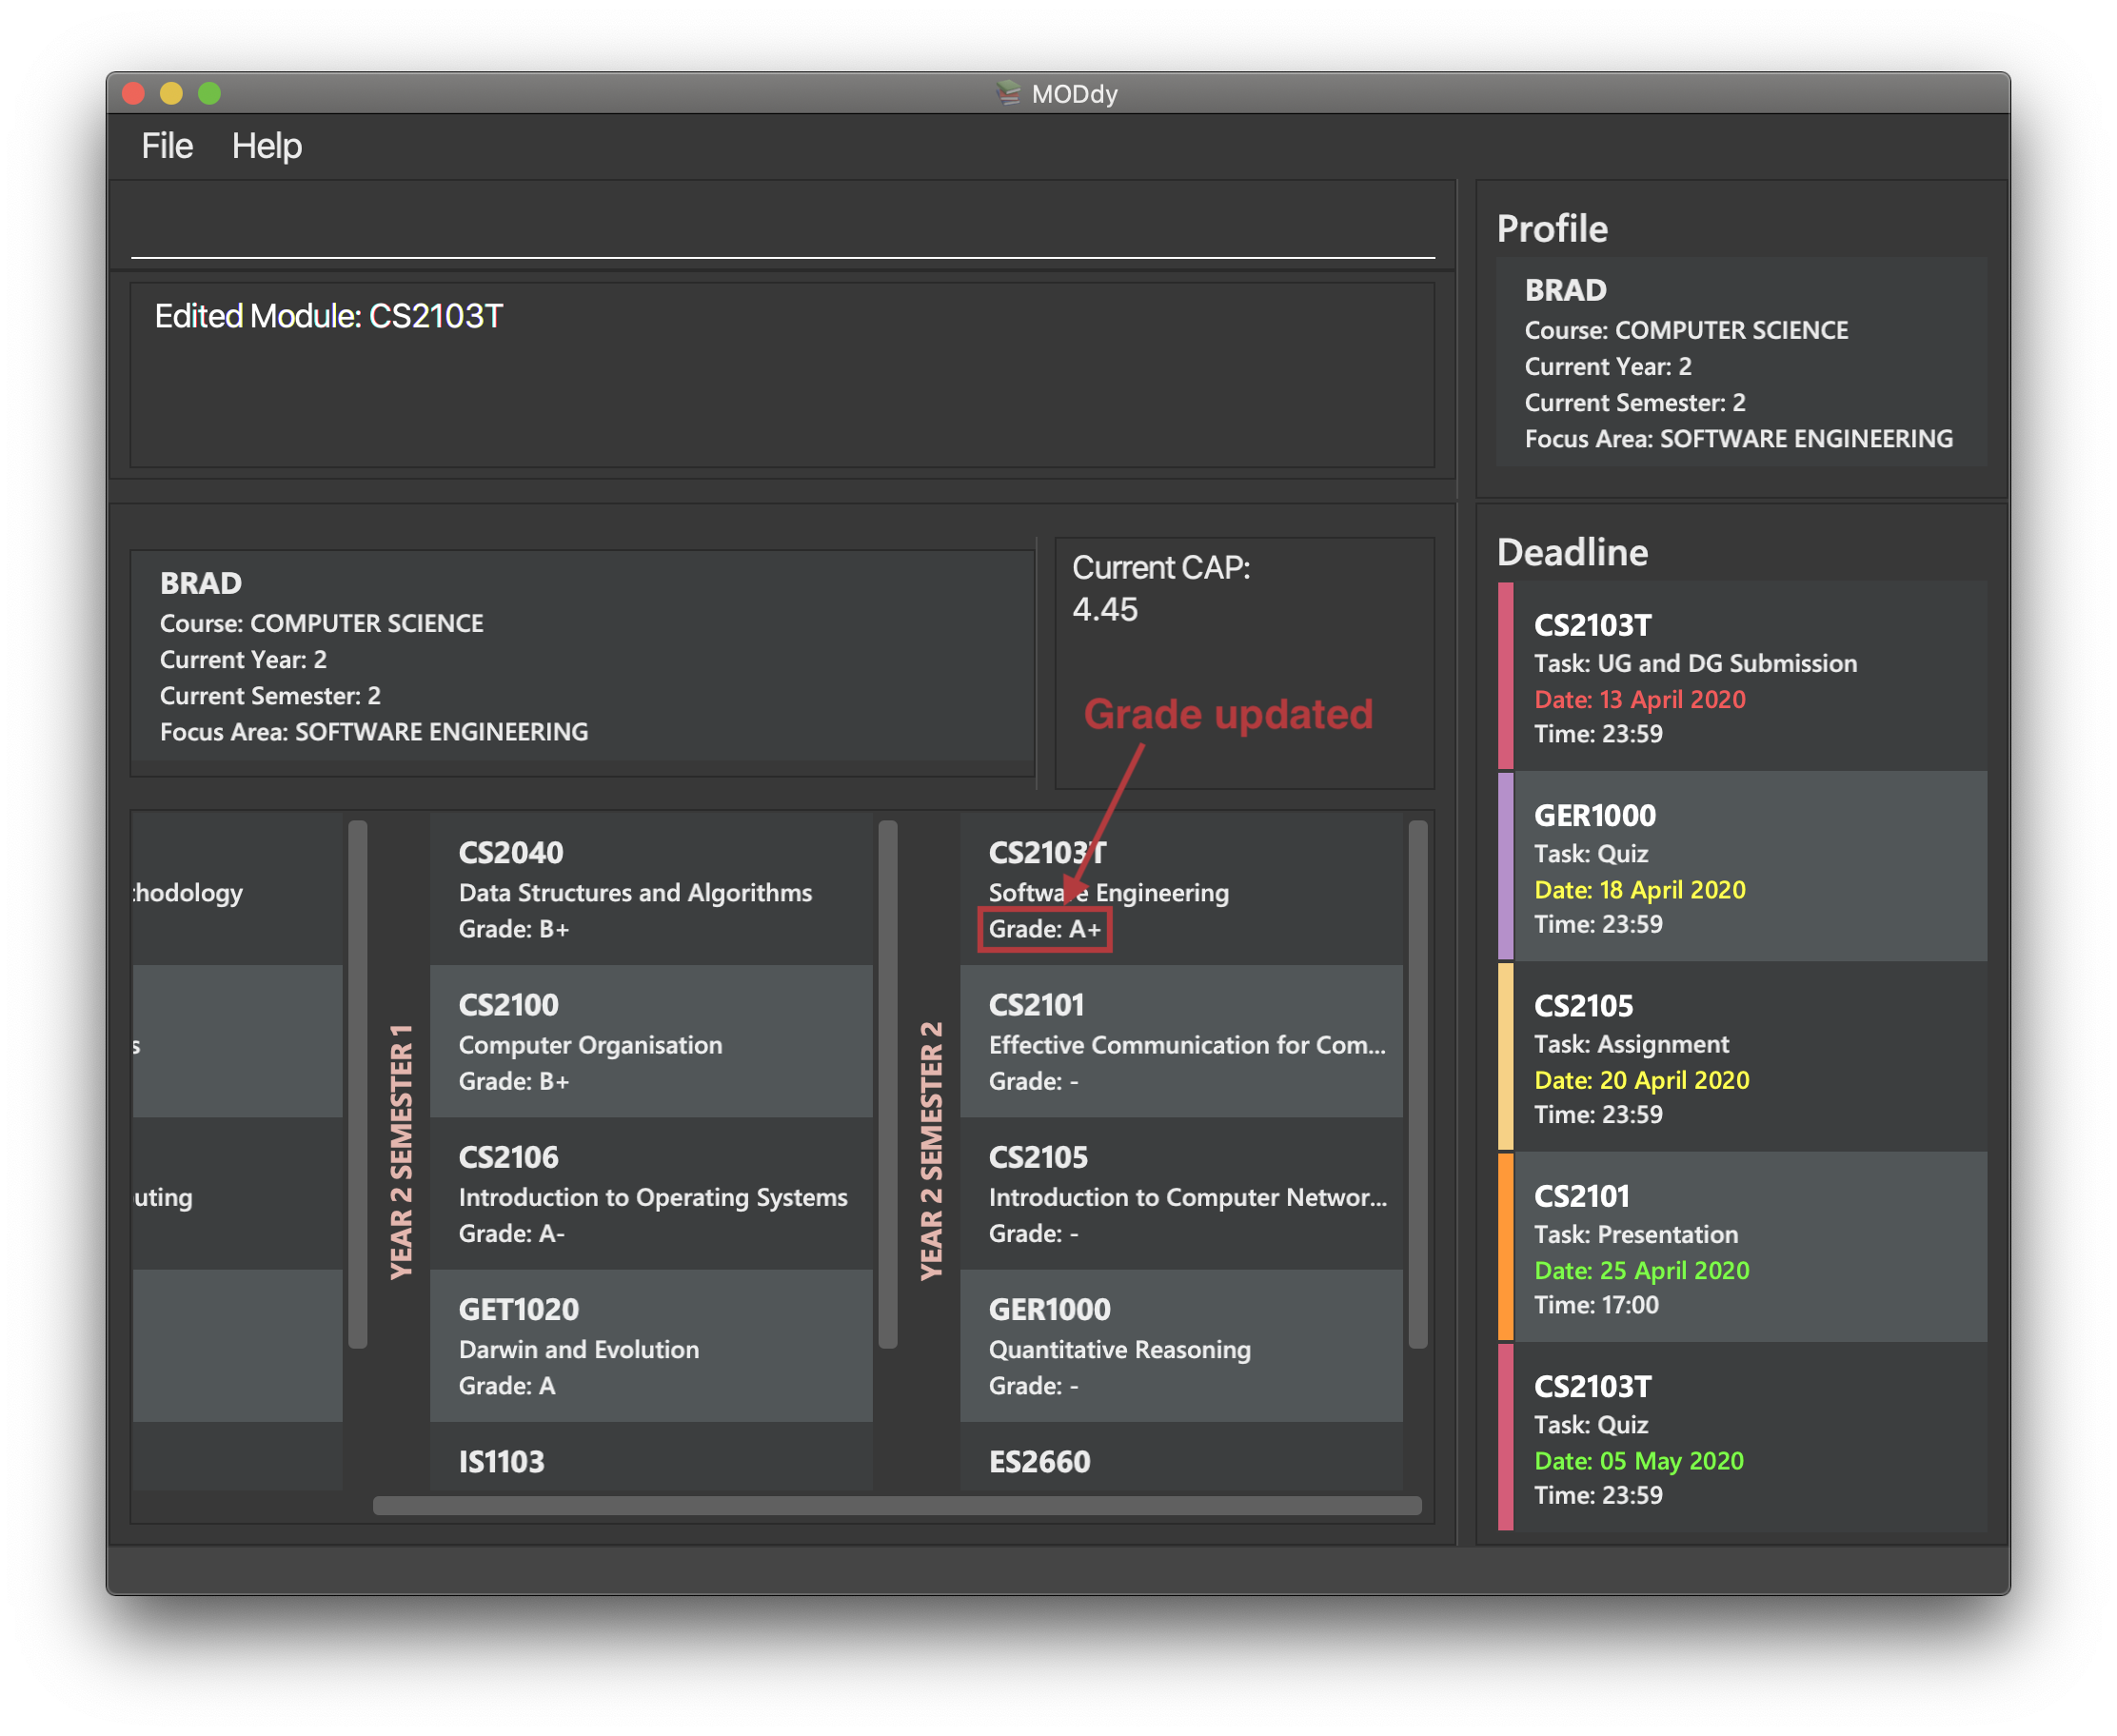 MODdy
File Help
Edited Module: CS2103T
Profile
BRAD
Course: COMPUTER SCIENCE
Current Year: 2
Current Semester: 2
Focus Area: SOFTWARE ENGINEERING
BRAD
Course: COMPUTER SCIENCE
Current Year: 2
Current Semester: 2
Focus Area: SOFTWARE ENGINEERING
Current CAP:
4.45
Grade updated
thodology
s
uting
YEAR 2 SEMESTER 1
CS2040
Data Structures and Algorithms
Grade: B+
CS2100
Computer Organisation
Grade: B+
CS2106
Introduction to Operating Systems
Grade: A-
GET1020
Darwin and Evolution
Grade: A
IS1103
YEAR 2 SEMESTER 2
CS2103T
Software Engineering
Grade: A+
CS2101
Effective Communication for Com...
Grade: -
CS2105
Introduction to Computer Networ...
Grade: -
GER1000
Quantitative Reasoning
Grade: -
ES2660
Deadline
CS2103T
Task: UG and DG Submission
Date: 13 April 2020
Time: 23:59
GER1000
Task: Quiz
Date: 18 April 2020
Time: 23:59
CS2105
Task: Assignment
Date: 20 April 2020
Time: 23:59
CS2101
Task: Presentation
Date: 25 April 2020
Time: 17:00
CS2103T
Task: Quiz
Date: 05 May 2020
Time: 23:59